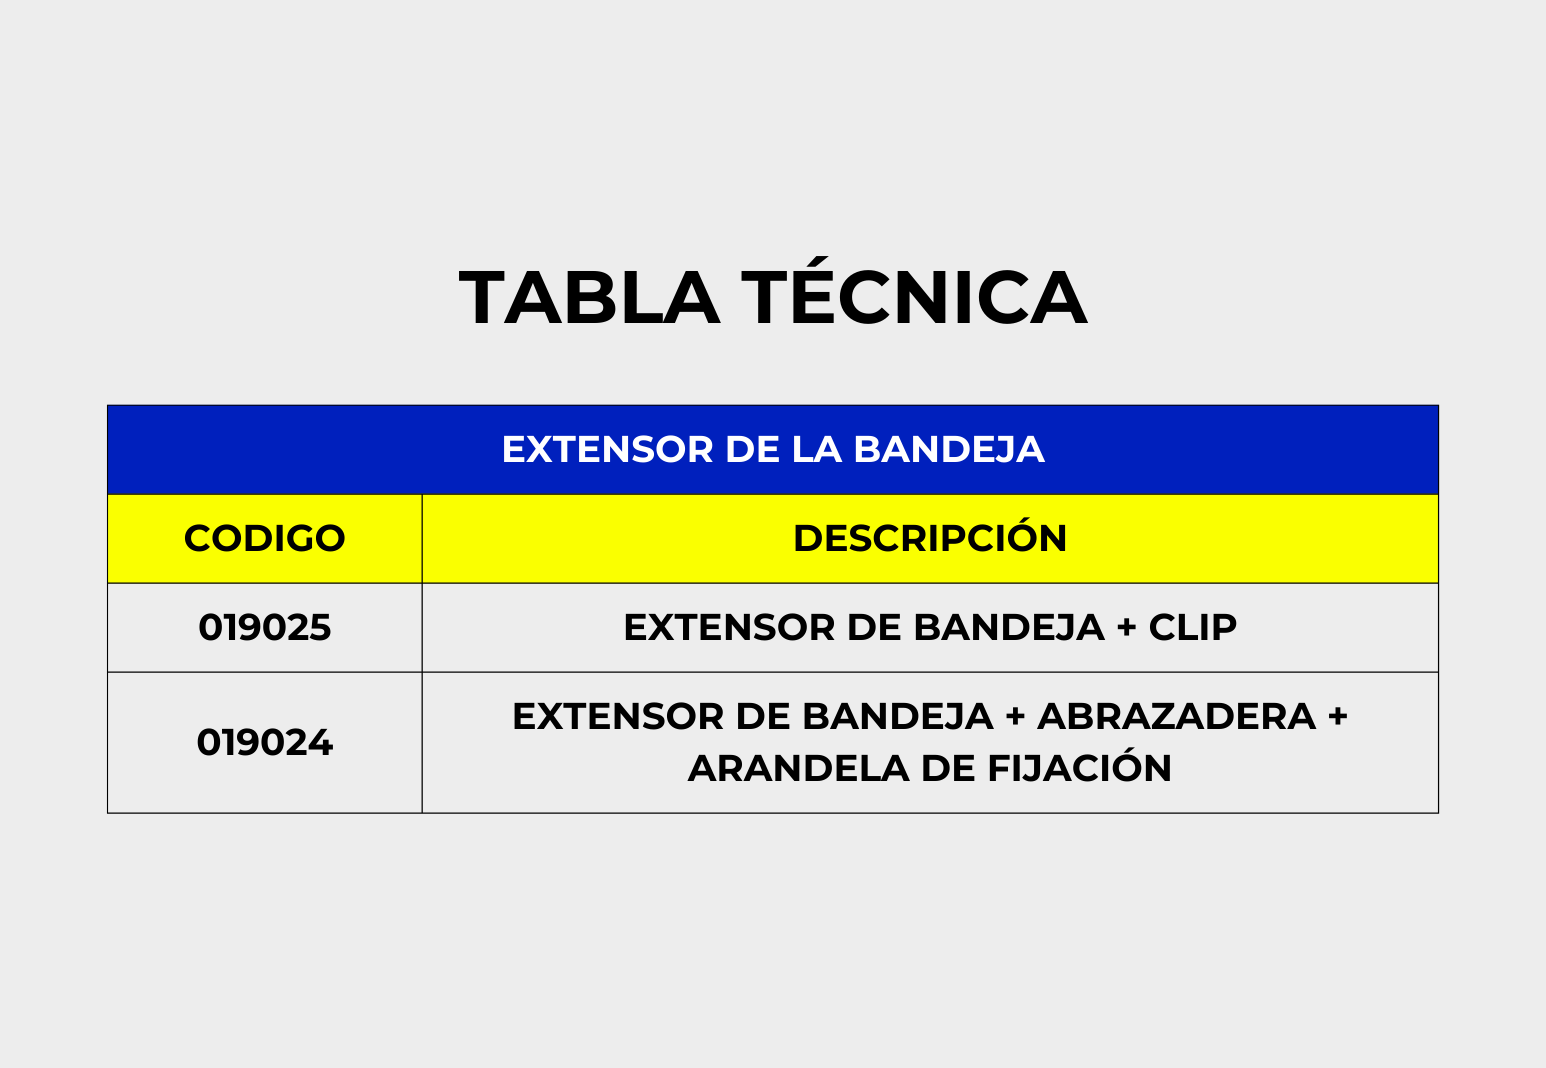 TABLA TÉCNICA
EXTENSOR DE LA BANDEJA
CODIGO
DESCRIPCIÓN
019025
EXTENSOR DE BANDEJA + CLIP
019024
EXTENSOR DE BANDEJA + ABRAZADERA +
ARANDELA DE FIJACIÓN